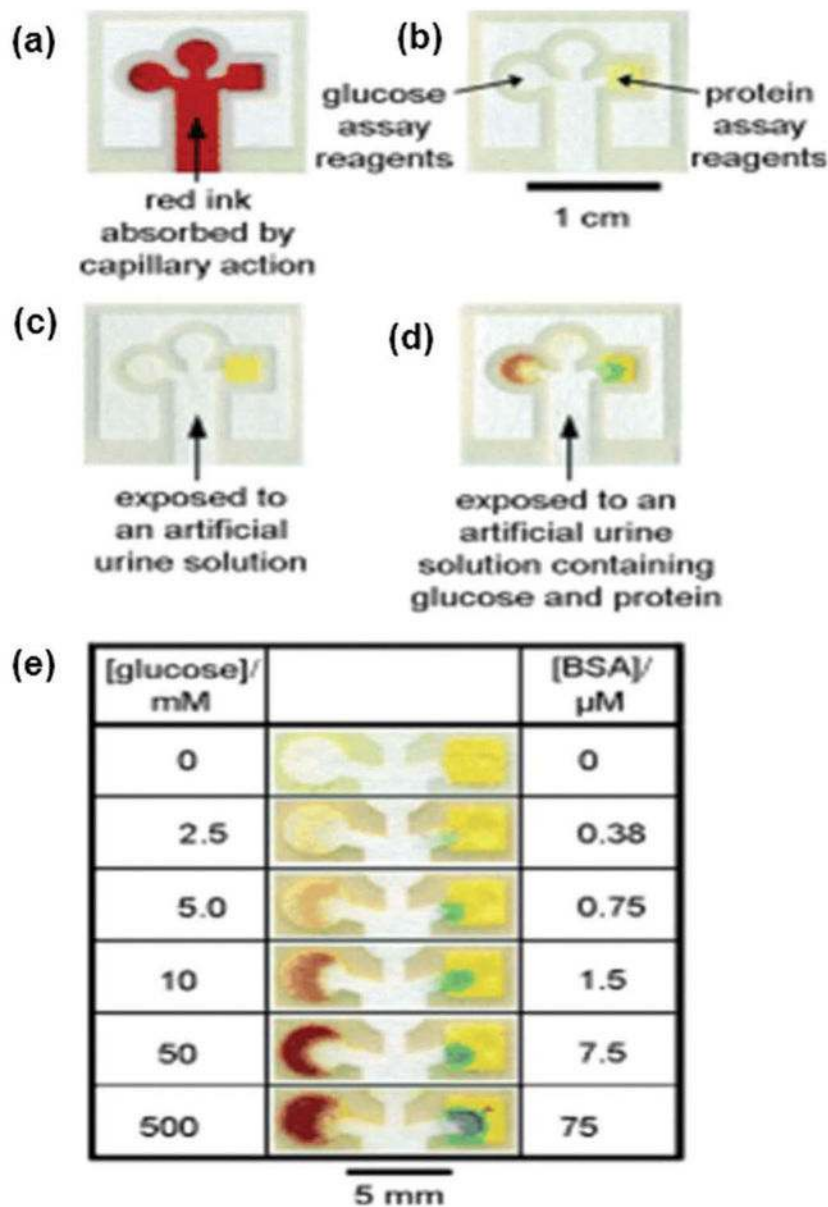 (a)
(b)
glucose
assay
reagents
protein
assay
reagents
red ink
absorbed by
capillary action
1 cm
(c)
(d)
exposed to
an artificial
urine solution
exposed to an
artificial urine
solution containing
glucose and protein
(e)
[glucose]/
mM
[BSA]/
µM
0 0
2.5 0.38
5.0 0.75
10 1.5
50 7.5
500 75
5 mm